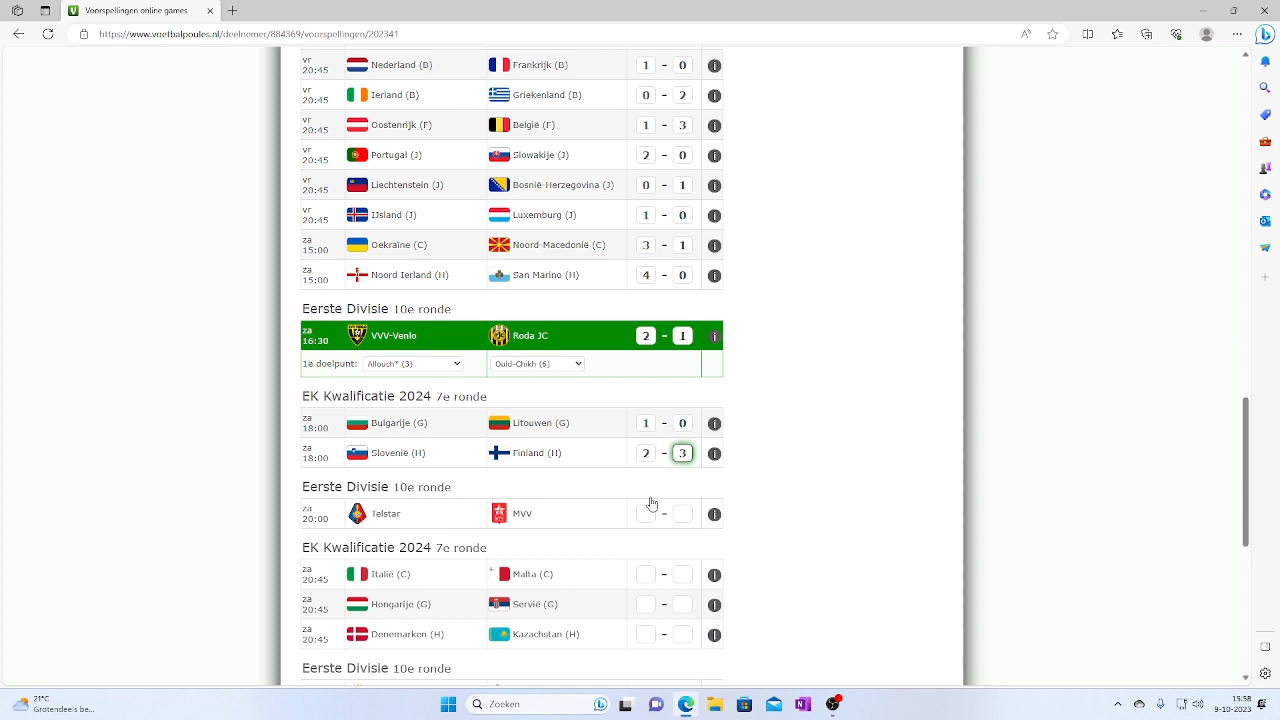 Voorspelingen online games
https://www.voetbalpoules.nl/deelnemer/884369/voorspellingen/202341
vr 20:45 Nederland (B) Frankrijk (B) 1 - 0
vr 20:45 Ierland (B) Griekenland (B) 0 - 2
vr 20:45 Oostenrijk (F) België (F) 1 - 3
vr 20:45 Portugal (J) Slowakije (J) 2 - 0
vr 20:45 Liechtenstein (J) Bosnië-Herzegovina (J) 0 - 1
vr 20:45 IJsland (J) Luxemburg (J) 1 - 0
za 15:00 Oekraïne (C) Noord-Macedonië (C) 3 - 1
za 15:00 Noord Ierland (H) San Marino (H) 4 - 0
Eerste Divisie 10e ronde
za 16:30 VVV-Venlo Roda JC 2 - 1
1e doelpunt: Allouch* (3) Ould-Chikh (6)
EK Kwalificatie 2024 7e ronde
za 18:00 Bulgarije (G) Litouwen (G) 1 - 0
za 18:00 Slovenië (H) Finland (H) 2 - 3
Eerste Divisie 10e ronde
za 20:00 Telstar MVV -
EK Kwalificatie 2024 7e ronde
za 20:45 Italië (C) Malta (C) -
za 20:45 Hongarije (G) Servië (G) -
za 20:45 Denemarken (H) Kazachstan (H) -
Eerste Divisie 10e ronde
21°C
Grotendeels be...
Zoeken
15:58
9-10-2023